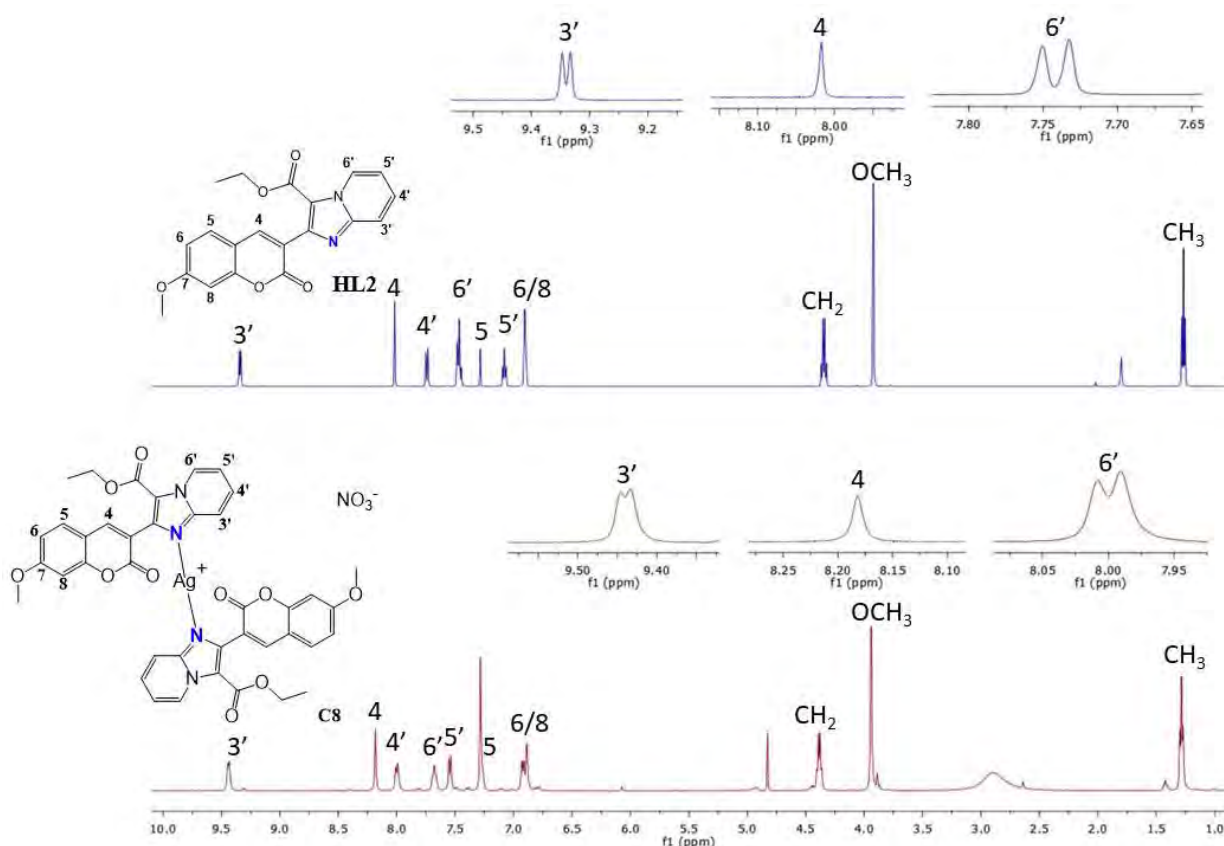 3' 4 6'
9.5 9.4 9.3 9.2
f1 (ppm)
8.10 8.00
f1 (ppm)
7.80 7.75 7.70 7.65
f1 (ppm)
O O N N O O O
6' 5' 4' 3'
5 4 6 7 8
HL2
3' 4 4' 6' 5 5' 6/8 CH2 OCH3 CH3
O O N N O O O
6' 5' 4' 3'
5 4 6 7 8
Ag+
NO3-
O O O N N O O
C8
3' 4 6'
9.50 9.40
f1 (ppm)
8.25 8.20 8.15 8.10
f1 (ppm)
8.05 8.00 7.95
f1 (ppm)
3' 4 4' 6' 5' 5 6/8 CH2 OCH3 CH3
10.0 9.5 9.0 8.5 8.0 7.5 7.0 6.5 6.0 5.5 5.0 4.5 4.0 3.5 3.0 2.5 2.0 1.5 1.0
f1 (ppm)